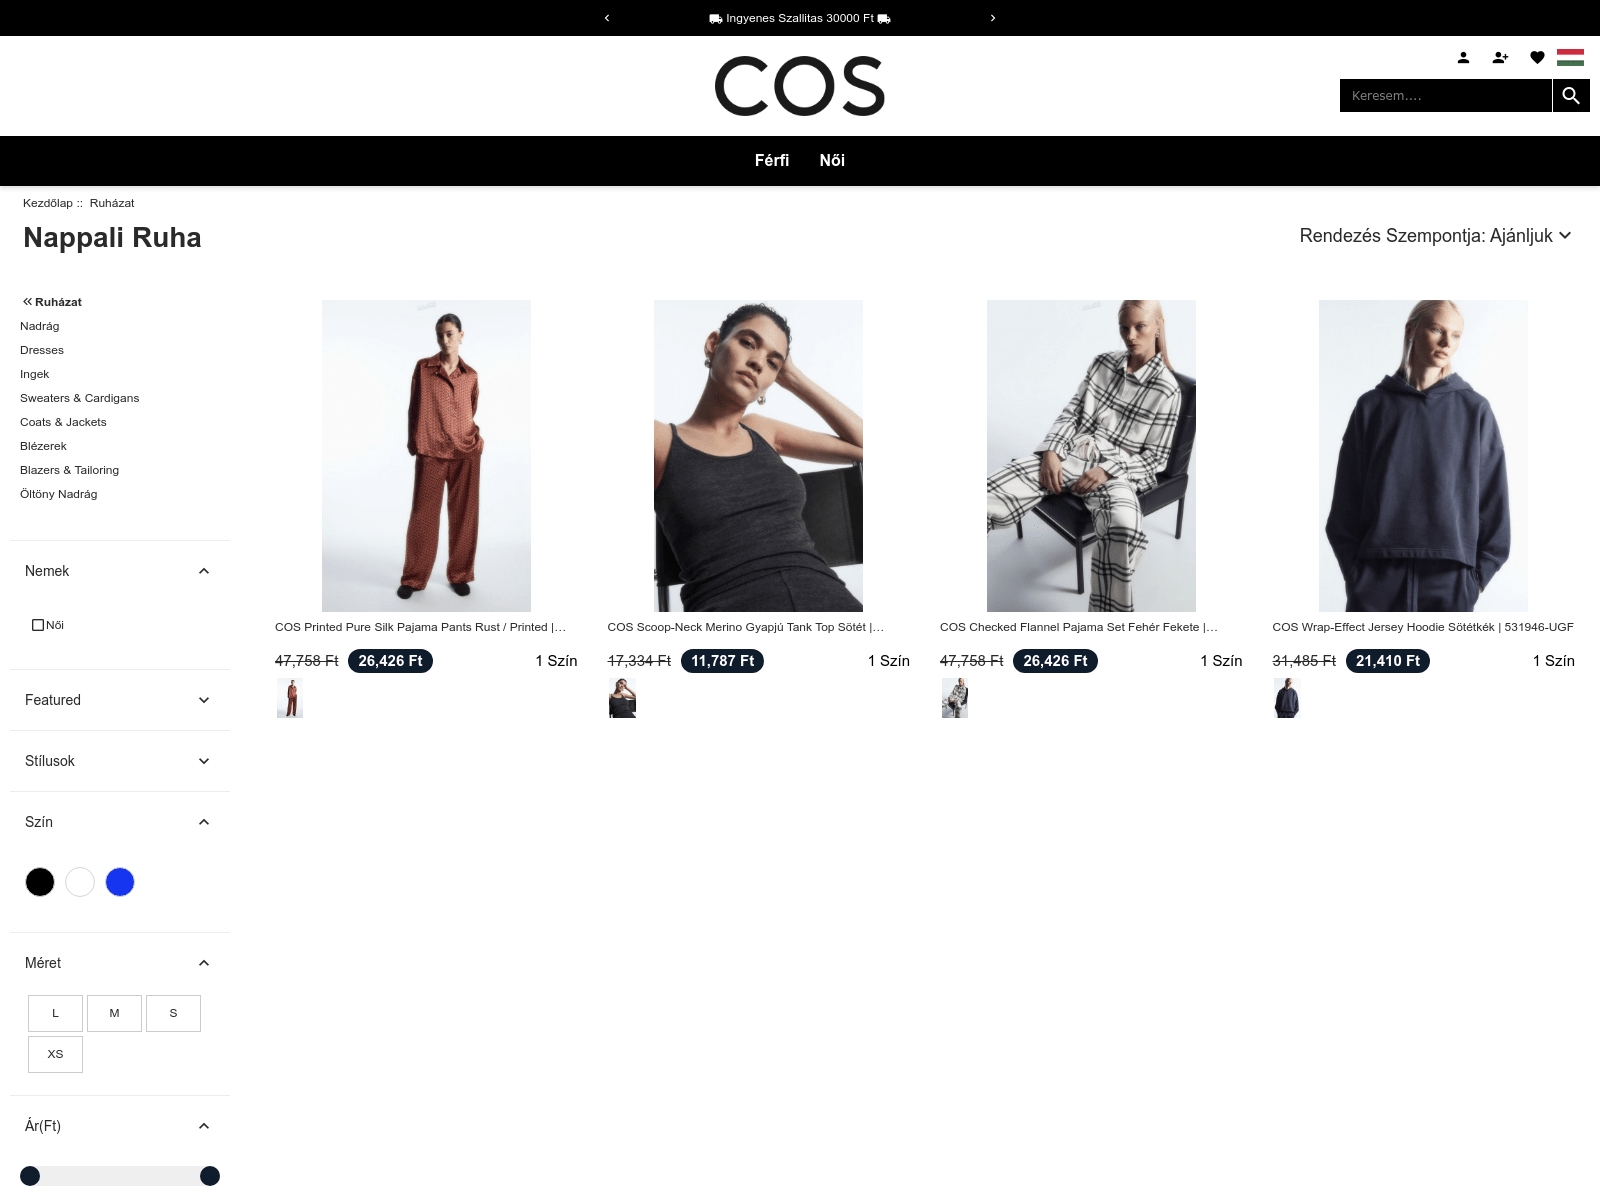 Ingyenes Szallitas 30000 Ft
COS
Keresem....
Férfi Női
Kezdőlap :: Ruházat
Nappali Ruha
Rendezés Szempontja: Ajánljuk
Ruházat
Nadrág
Dresses
Ingek
Sweaters & Cardigans
Coats & Jackets
Blézerek
Blazers & Tailoring
Öltöny Nadrág
Nemek
Női
Featured
Stílusok
Szín
Méret
L M S
XS
Ár(Ft)
COS Printed Pure Silk Pajama Pants Rust / Printed |...
47,758 Ft 26,426 Ft 1 Szín
COS Scoop-Neck Merino Gyapjú Tank Top Sötét |...
17,334 Ft 11,787 Ft 1 Szín
COS Checked Flannel Pajama Set Fehér Fekete |...
47,758 Ft 26,426 Ft 1 Szín
COS Wrap-Effect Jersey Hoodie Sötétkék | 531946-UGF
31,485 Ft 21,410 Ft 1 Szín